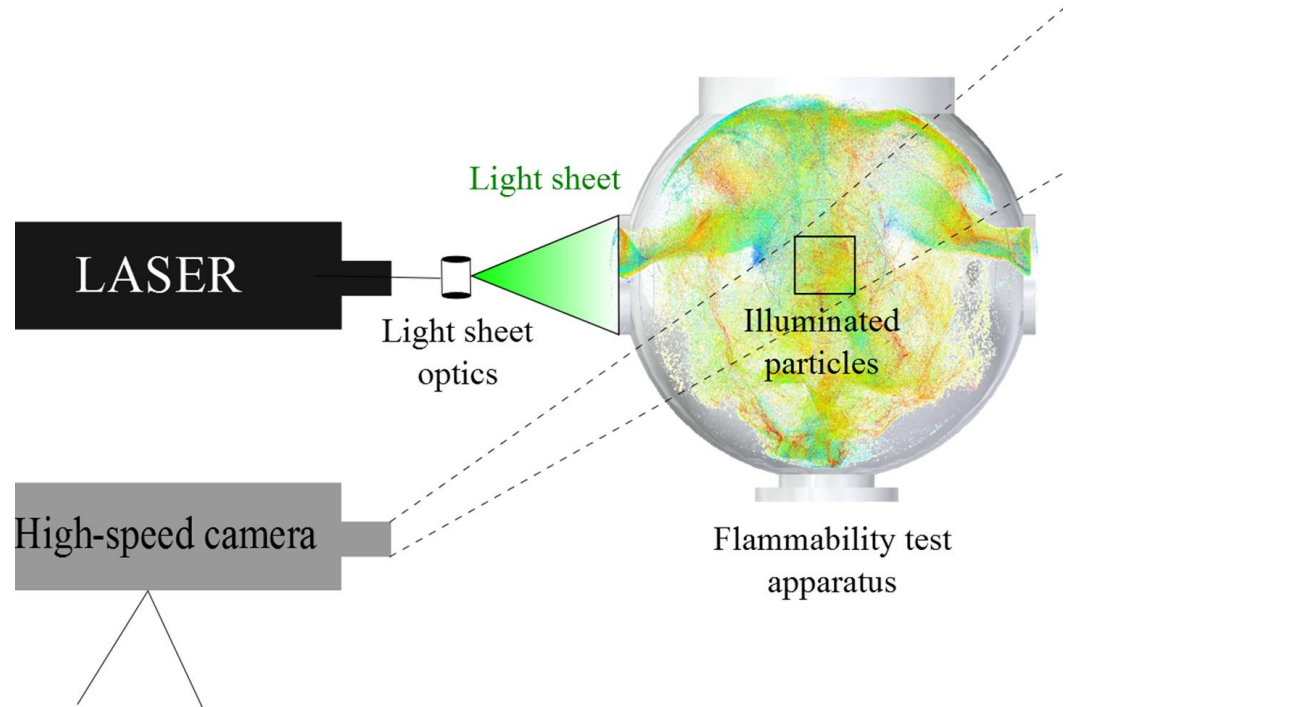 Light sheet
LASER
Light sheet
optics
Illuminated
particles
High-speed camera
Flammability test
apparatus